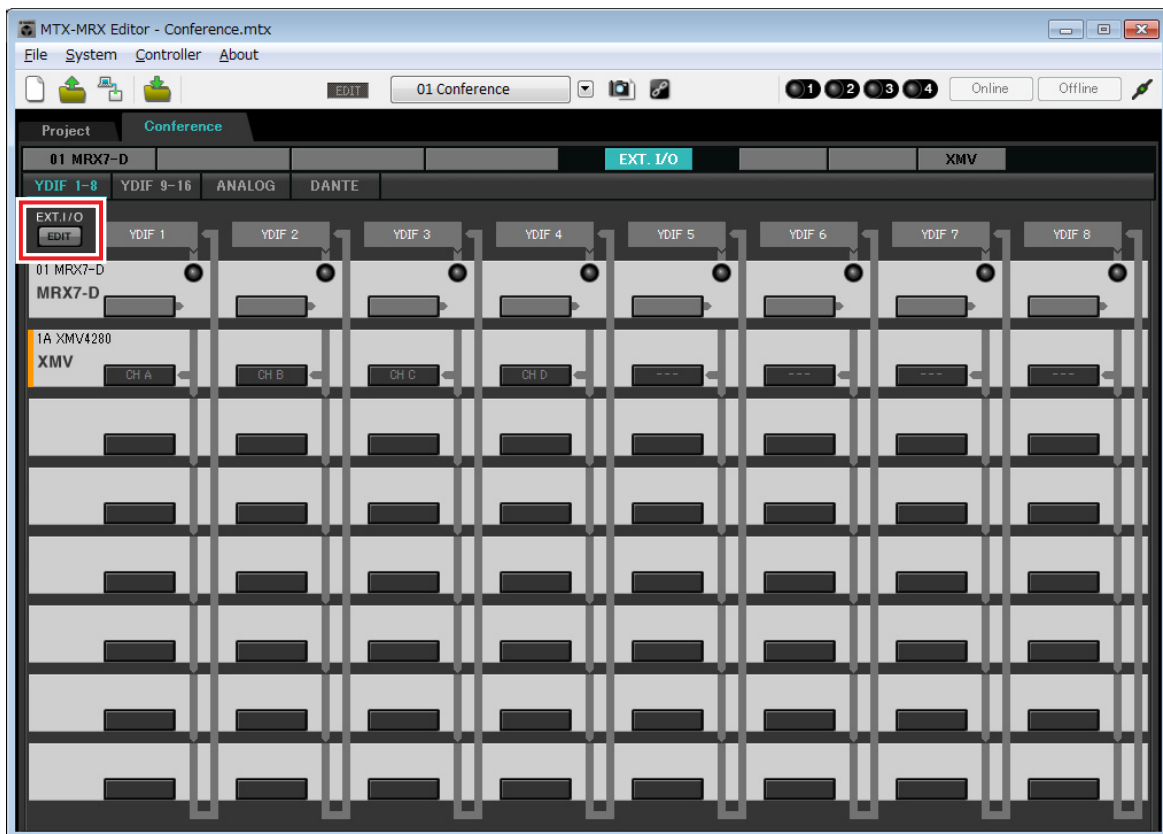 MTX-MRX Editor - Conference.mtx
File System Controller About
EDIT 01 Conference 1 2 3 4 Online Offline
Project Conference
01 MRX7-D EXT. I/O XMV
YDIF 1-8 YDIF 9-16 ANALOG DANTE
EXT.I/O
EDIT YDIF 1 YDIF 2 YDIF 3 YDIF 4 YDIF 5 YDIF 6 YDIF 7 YDIF 8
01 MRX7-D
MRX7-D
1A XMV4280
XMV
CH A CH B CH C CH D --- --- --- ---